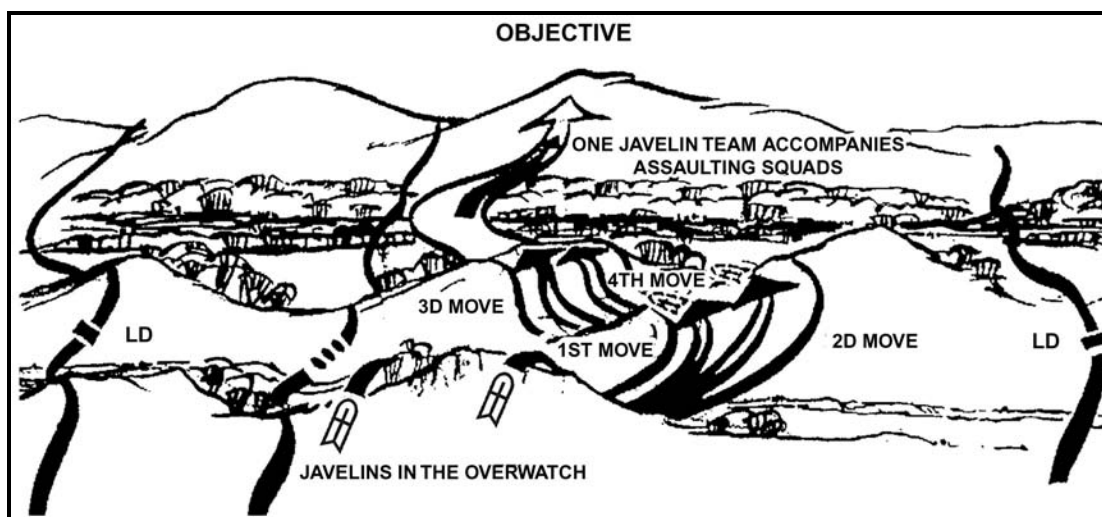 OBJECTIVE
ONE JAVELIN TEAM ACCOMPANIES
ASSAULTING SQUADS
4TH MOVE
3D MOVE
LD
1ST MOVE
2D MOVE
LD
JAVELINS IN THE OVERWATCH